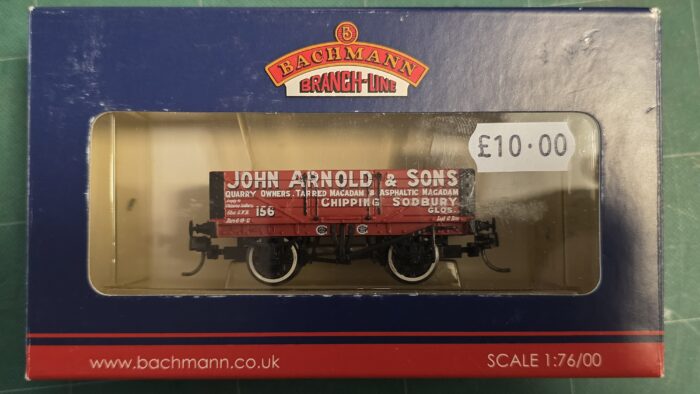 BACHMANN
BRANCH-LINE
£10.00
JOHN ARNOLD & SONS
QUARRY OWNERS. TARRED MACADAM & ASPHALTIC MACADAM
CHIPPING SODBURY
GLOS.
156
www.bachmann.co.uk
SCALE 1:76/OO